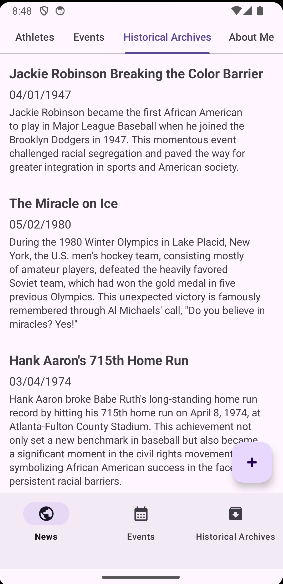 8:48
Athletes Events Historical Archives About Me
Jackie Robinson Breaking the Color Barrier
04/01/1947
Jackie Robinson became the first African American
to play in Major League Baseball when he joined the
Brooklyn Dodgers in 1947. This momentous event
challenged racial segregation and paved the way for
greater integration in sports and American society.
The Miracle on Ice
05/02/1980
During the 1980 Winter Olympics in Lake Placid, New
York, the U.S. men's hockey team, consisting mostly
of amateur players, defeated the heavily favored
Soviet team, which had won the gold medal in five
previous Olympics. This unexpected victory is famously
remembered through Al Michaels' call, "Do you believe in
miracles? Yes!"
Hank Aaron's 715th Home Run
03/04/1974
Hank Aaron broke Babe Ruth's long-standing home run
record by hitting his 715th home run on April 8, 1974, at
Atlanta-Fulton County Stadium. This achievement not
only set a new benchmark in baseball but also became
a significant moment in the civil rights movement
symbolizing African American success in the face
persistent racial barriers.
+
News Events Historical Archives